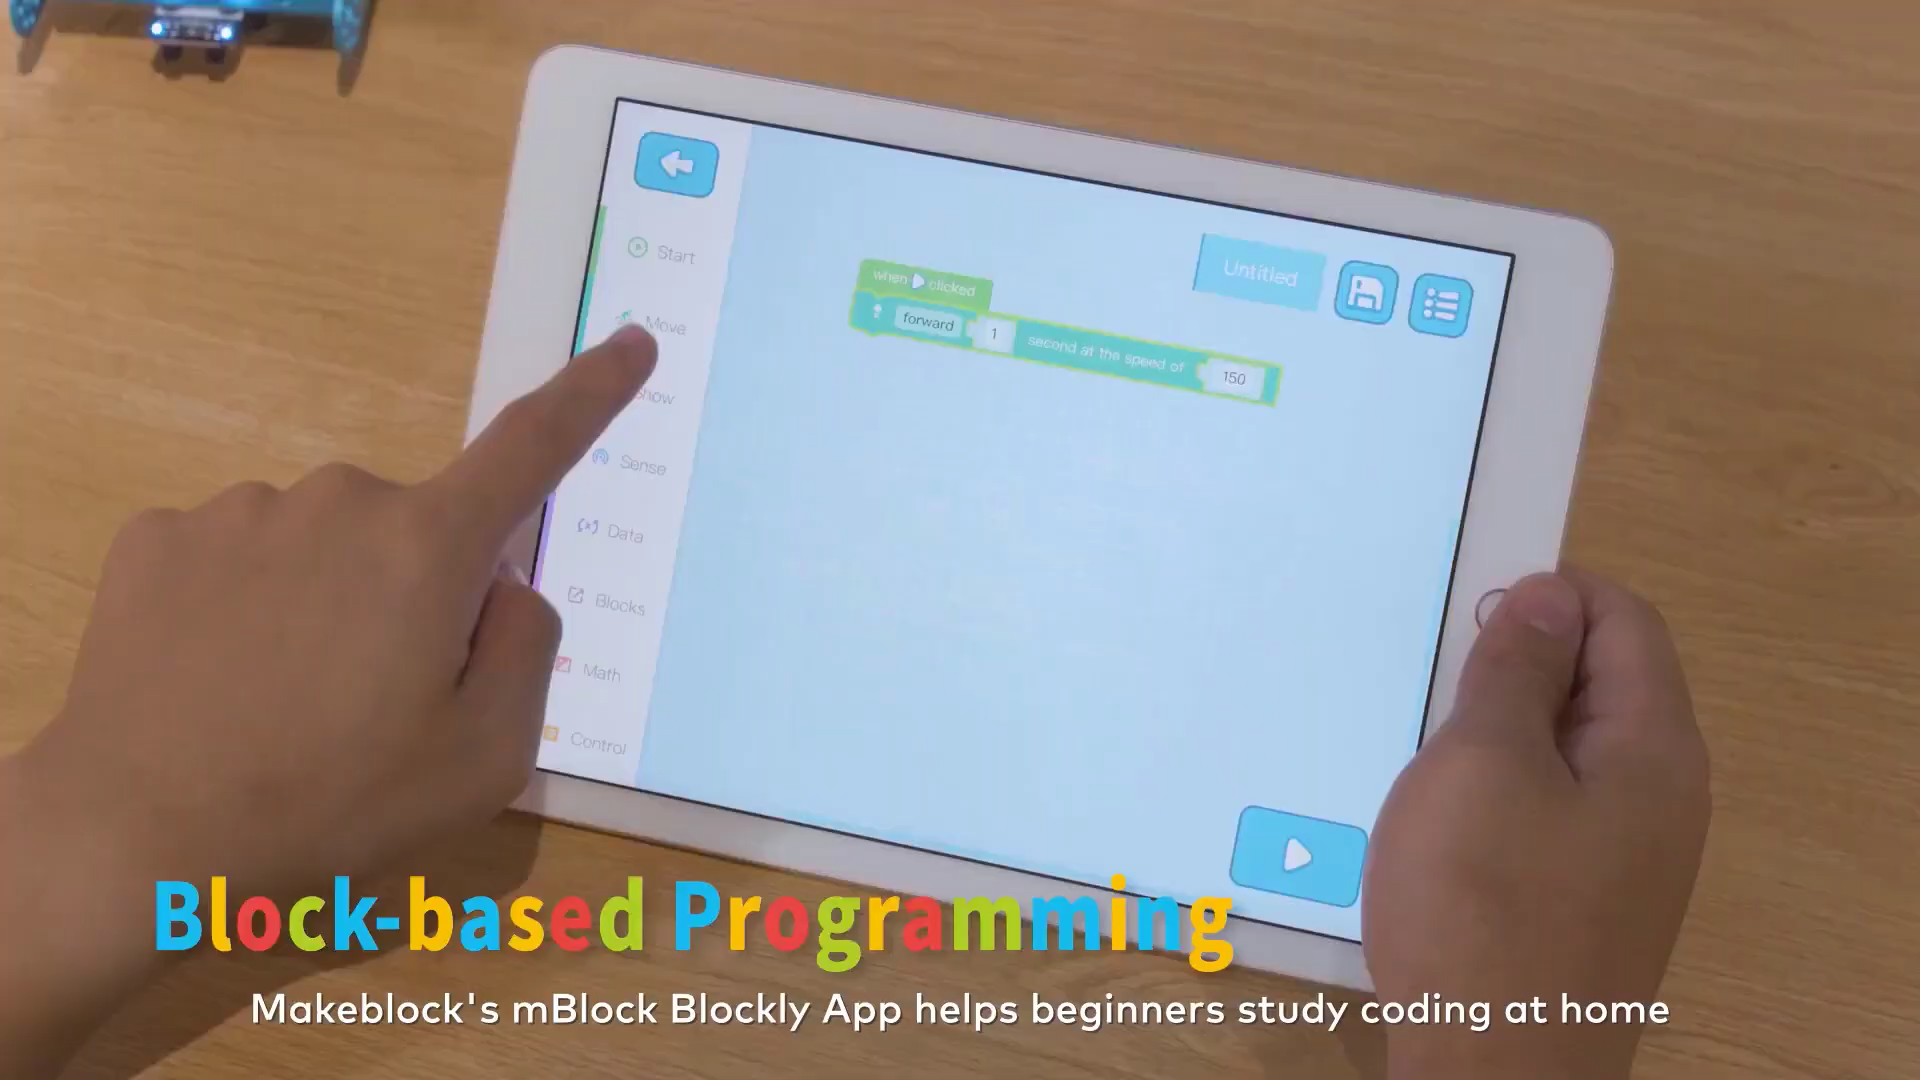 Start
Move
Show
Sense
Data
Blocks
Math
Control
when clicked
forward 1 second at the speed of 150
Untitled
Block-based Programming
Makeblock's mBlock Blockly App helps beginners study coding at home